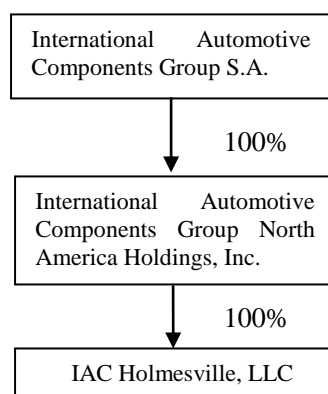 International Automotive
Components Group S.A.
100%
International Automotive
Components Group North
America Holdings, Inc.
100%
IAC Holmesville, LLC